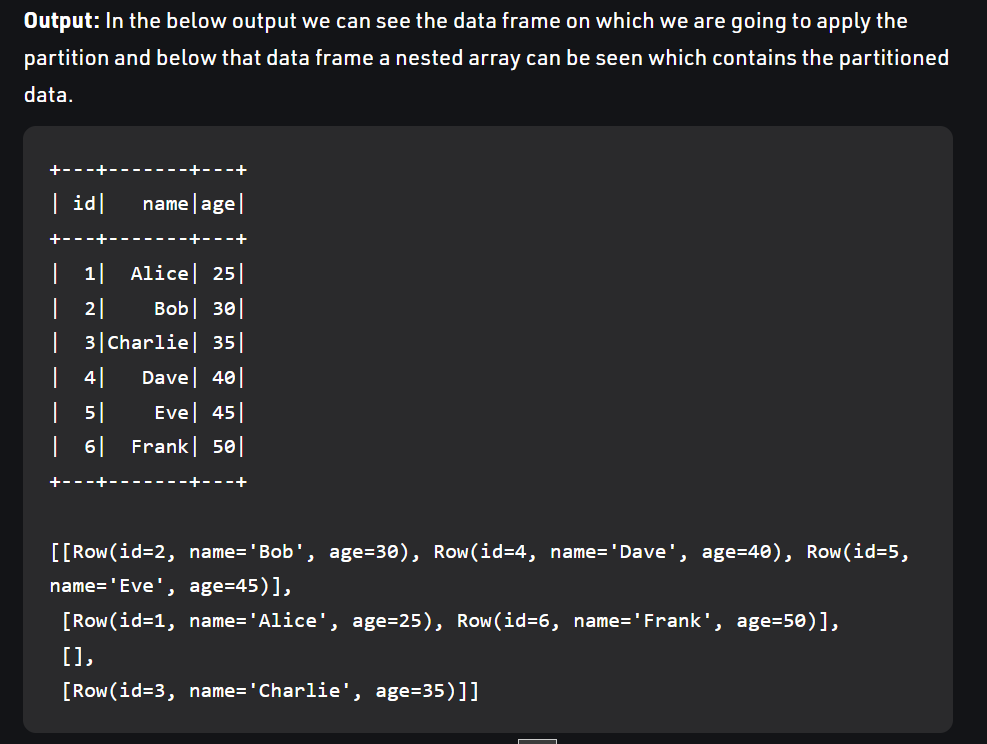 Output: In the below output we can see the data frame on which we are going to apply the
partition and below that data frame a nested array can be seen which contains the partitioned
data.
+---+-------+---+
| id|   name|age|
+---+-------+---+
|  1|  Alice| 25|
|  2|    Bob| 30|
|  3|Charlie| 35|
|  4|   Dave| 40|
|  5|    Eve| 45|
|  6|  Frank| 50|
+---+-------+---+
[[Row(id=2, name='Bob', age=30), Row(id=4, name='Dave', age=40), Row(id=5,
name='Eve', age=45)],
 [Row(id=1, name='Alice', age=25), Row(id=6, name='Frank', age=50)],
 [],
 [Row(id=3, name='Charlie', age=35)]]